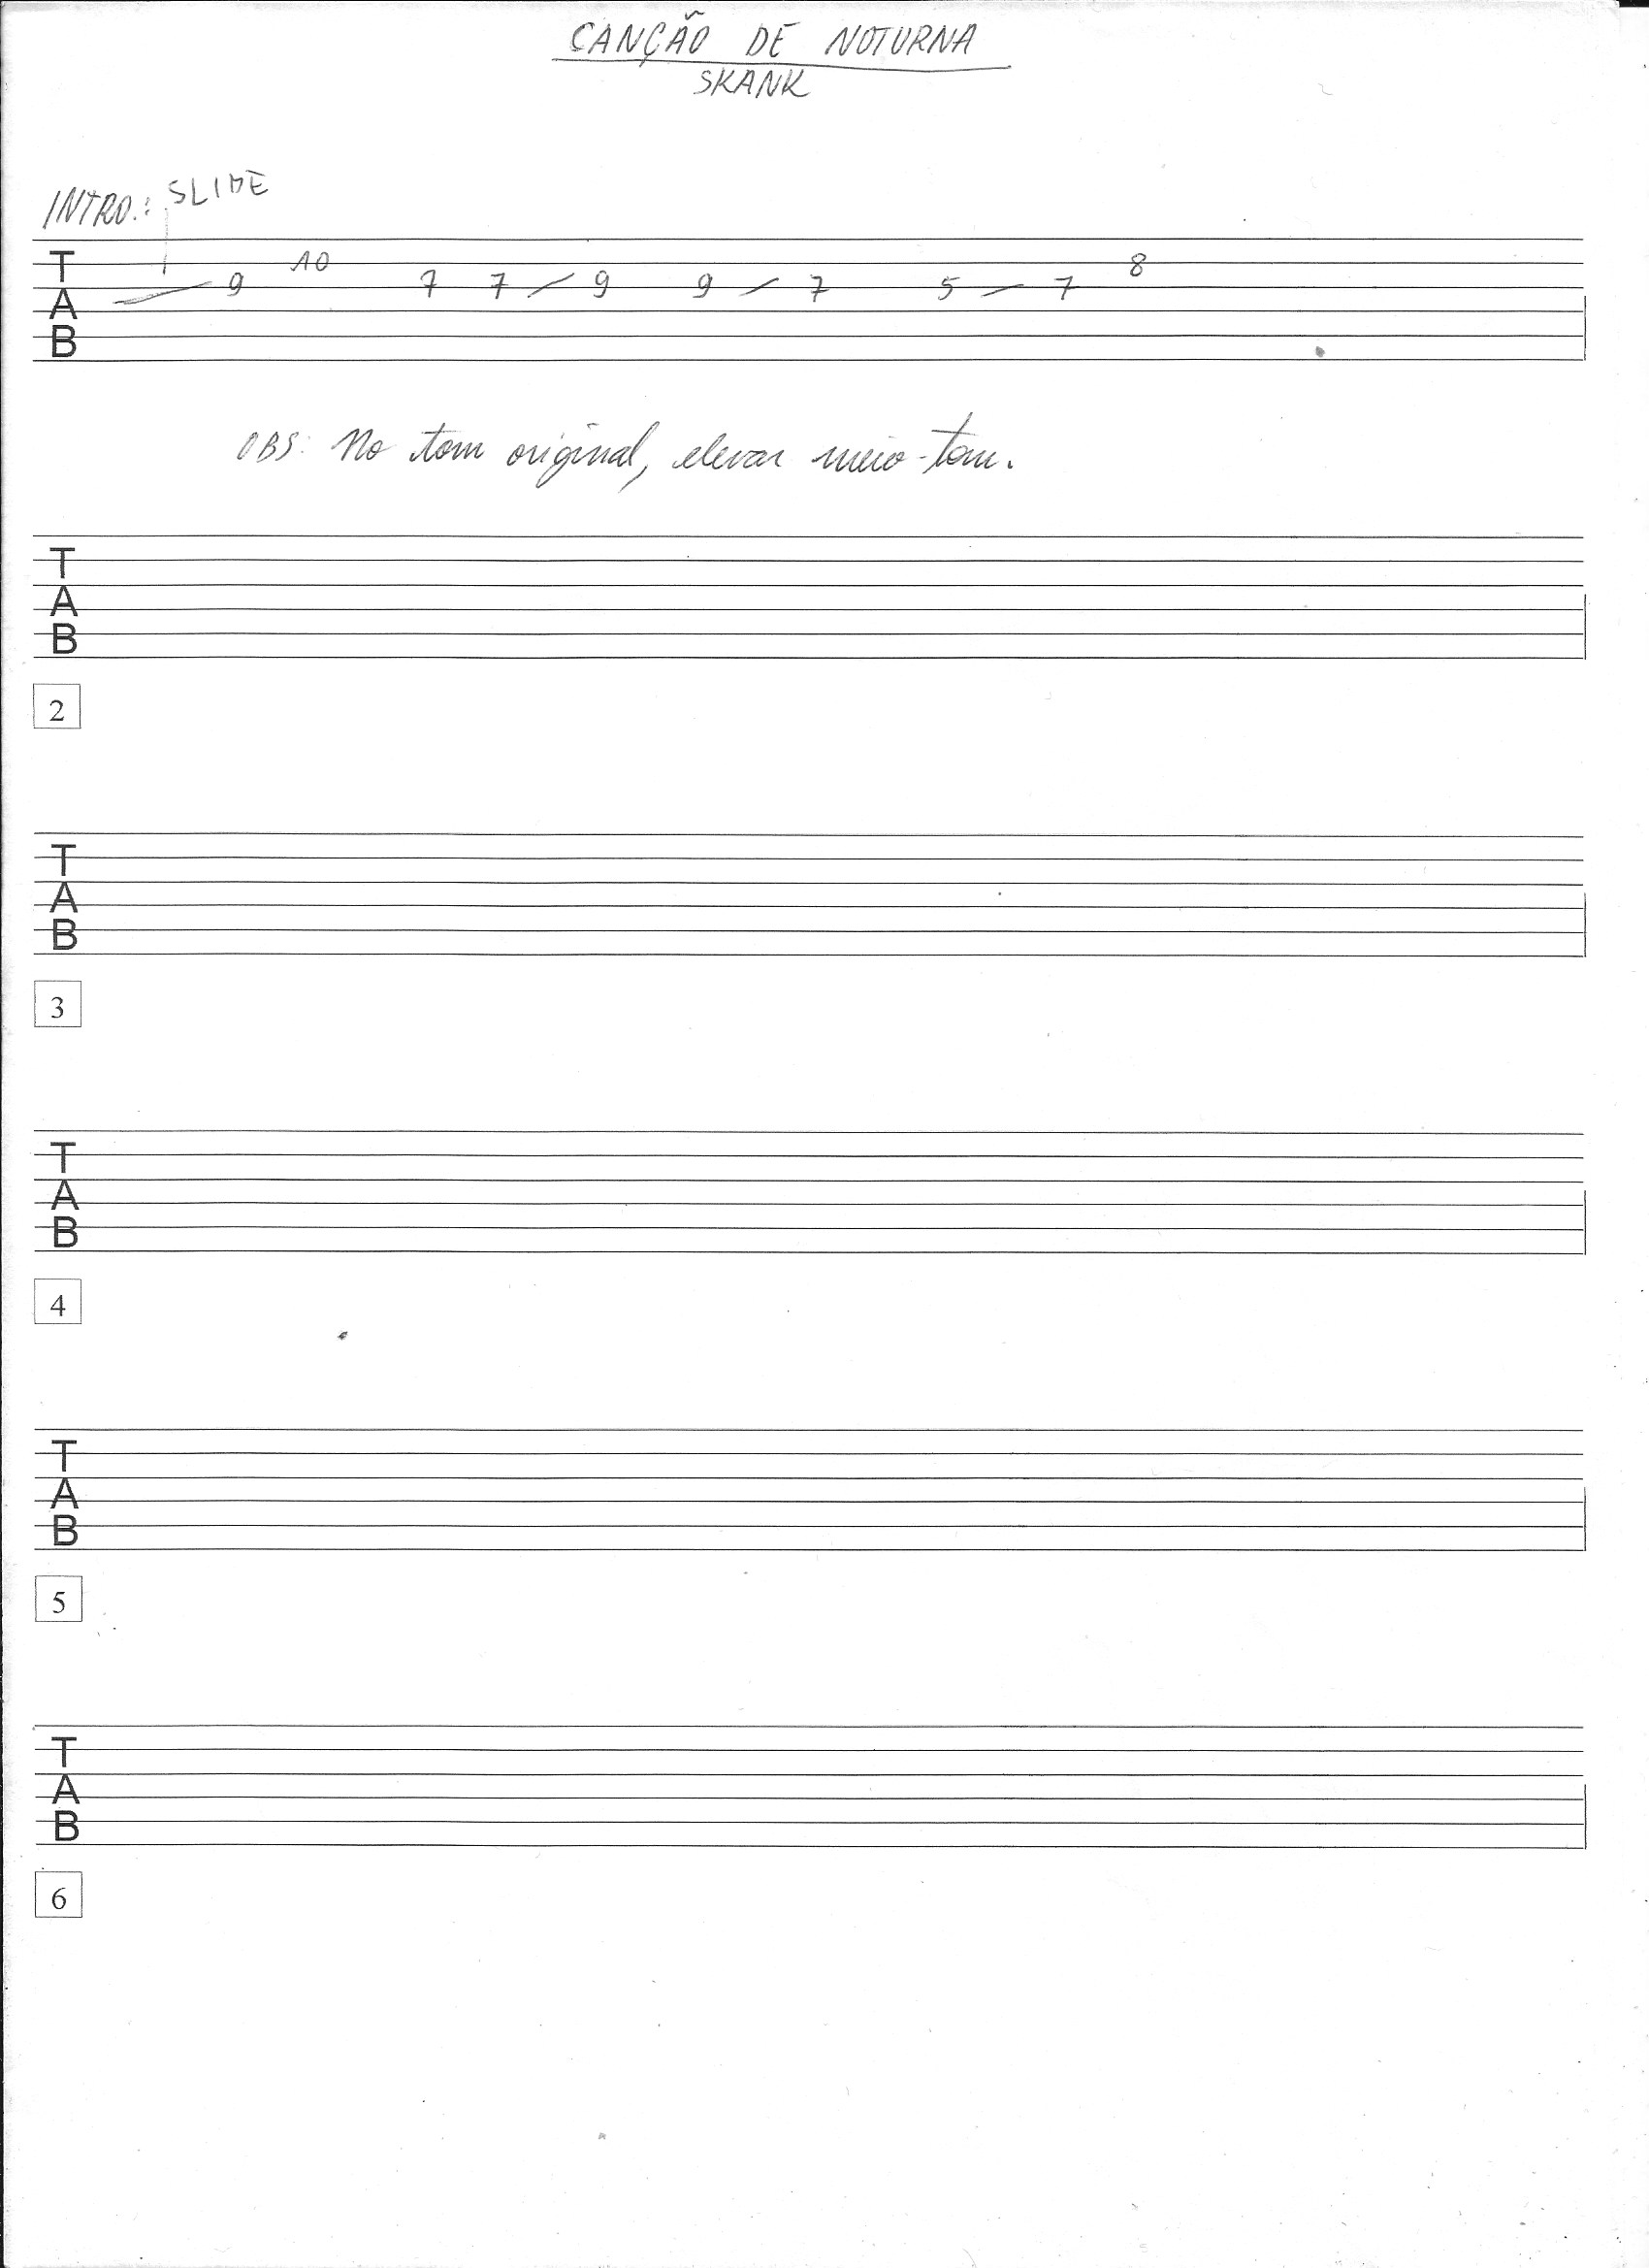 CANÇÃO DE NOTURNA
SKANK
INTRO.: SLIDE
T
A
B
10 8
9 7 7 9 9 7 5 7
OBS: No tom original, elevar meio-tom.
T
A
B
2
T
A
B
3
T
A
B
4
T
A
B
5
T
A
B
6